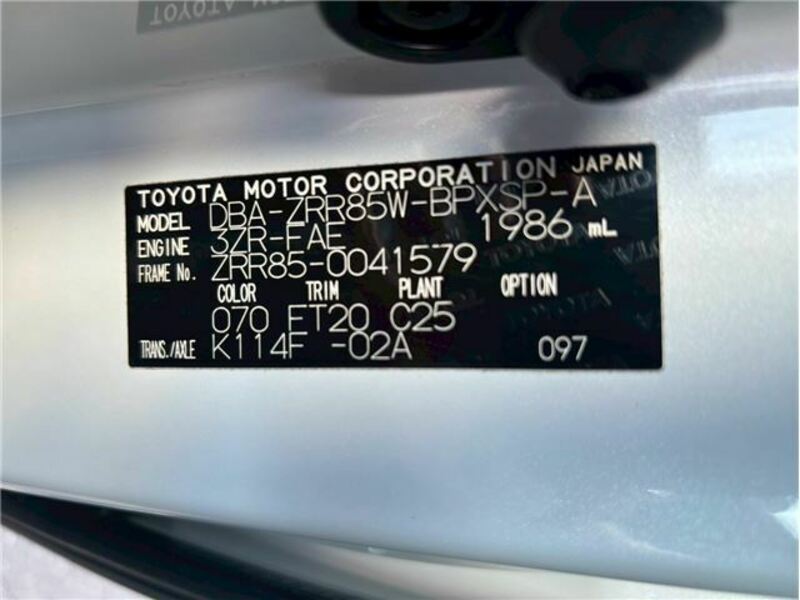 TOYOTA MOTOR CORPORATION JAPAN
MODEL DBA-ZRR85W-BPXSP-A
ENGINE 3ZR-FAE 1986 mL
FRAME No. ZRR85-0041579
COLOR TRIM PLANT OPTION
070 FT20 C25
TRANS./AXLE K114F -02A 097